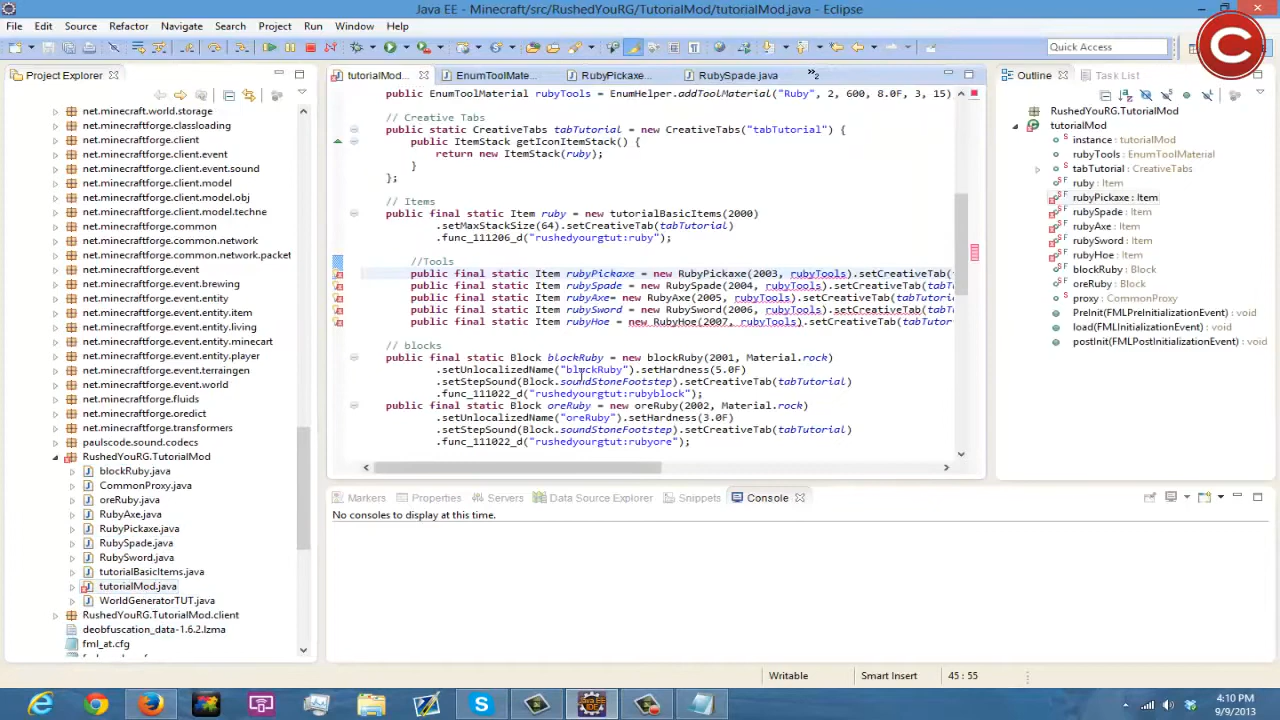 Java EE - Minecraft/src/RushedYouRG/TutorialMod/tutorialMod.java - Eclipse
File Edit Source Refactor Navigate Search Project Run Window Help
Quick Access
C
Project Explorer
net.minecraft.world.storage
net.minecraftforge.classloading
net.minecraftforge.client
net.minecraftforge.client.event
net.minecraftforge.client.event.sound
net.minecraftforge.client.model
net.minecraftforge.client.model.obj
net.minecraftforge.client.model.techne
net.minecraftforge.common
net.minecraftforge.common.network
net.minecraftforge.common.network.packet
net.minecraftforge.event
net.minecraftforge.event.brewing
net.minecraftforge.event.entity
net.minecraftforge.event.entity.item
net.minecraftforge.event.entity.living
net.minecraftforge.event.entity.minecart
net.minecraftforge.event.entity.player
net.minecraftforge.event.terraingen
net.minecraftforge.event.world
net.minecraftforge.fluids
net.minecraftforge.oredict
net.minecraftforge.transformers
paulscode.sound.codecs
RushedYouRG.TutorialMod
blockRuby.java
CommonProxy.java
oreRuby.java
RubyAxe.java
RubyPickaxe.java
RubySpade.java
RubySword.java
tutorialBasicItems.java
tutorialMod.java
WorldGeneratorTUT.java
RushedYouRG.TutorialMod.client
deobfuscation_data-1.6.2.lzma
fml_at.cfg
tutorialMod... EnumToolMate... RubyPickaxe... RubySpade.java »2
public EnumToolMaterial rubyTools = EnumHelper.addToolMaterial("Ruby", 2, 600, 8.0F, 3, 15)
// Creative Tabs
public static CreativeTabs tabTutorial = new CreativeTabs("tabTutorial") {
public ItemStack getIconItemStack() {
return new ItemStack(ruby);
}
};
// Items
public final static Item ruby = new tutorialBasicItems(2000)
.setMaxStackSize(64).setCreativeTab(tabTutorial)
.func_111206_d("rushedyourgtut:ruby");
//Tools
public final static Item rubyPickaxe = new RubyPickaxe(2003, rubyTools).setCreativeTab(
public final static Item rubySpade = new RubySpade(2004, rubyTools).setCreativeTab(tabT
public final static Item rubyAxe= new RubyAxe(2005, rubyTools).setCreativeTab(tabTutoria
public final static Item rubySword = new RubySword(2006, rubyTools).setCreativeTab(tabT
public final static Item rubyHoe = new RubyHoe(2007, rubyTools).setCreativeTab(tabTutor
// blocks
public final static Block blockRuby = new blockRuby(2001, Material.rock)
.setUnlocalizedName("blockRuby").setHardness(5.0F)
.setStepSound(Block.soundStoneFootstep).setCreativeTab(tabTutorial)
.func_111022_d("rushedyourgtut:rubyblock");
public final static Block oreRuby = new oreRuby(2002, Material.rock)
.setUnlocalizedName("oreRuby").setHardness(3.0F)
.setStepSound(Block.soundStoneFootstep).setCreativeTab(tabTutorial)
.func_111022_d("rushedyourgtut:rubyore");
Outline Task List
RushedYouRG.TutorialMod
tutorialMod
instance : tutorialMod
rubyTools : EnumToolMaterial
tabTutorial : CreativeTabs
ruby : Item
rubyPickaxe : Item
rubySpade : Item
rubyAxe : Item
rubySword : Item
rubyHoe : Item
blockRuby : Block
oreRuby : Block
proxy : CommonProxy
PreInit(FMLPreInitializationEvent) : void
load(FMLInitializationEvent) : void
postInit(FMLPostInitializationEvent) : void
Markers Properties Servers Data Source Explorer Snippets Console
No consoles to display at this time.
Writable Smart Insert 45 : 55
4:10 PM
9/9/2013